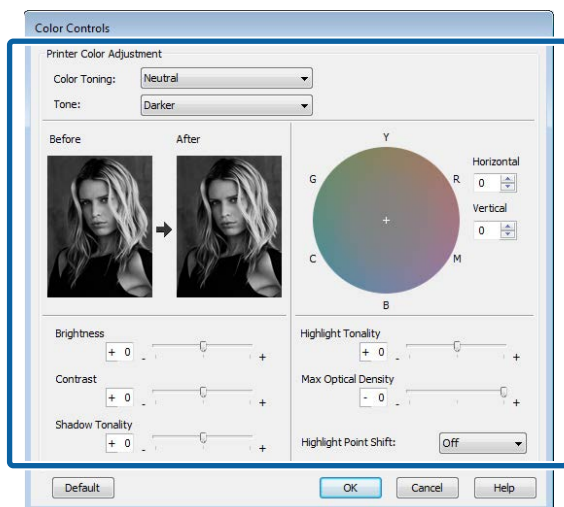 Color Controls
Printer Color Adjustment
Color Toning: Neutral
Tone: Darker
Before After
Y
G R
C M
B
Horizontal
0
Vertical
0
Brightness
+ 0 - +
Contrast
+ 0 - +
Shadow Tonality
+ 0 - +
Highlight Tonality
+ 0 - +
Max Optical Density
- 0 - +
Highlight Point Shift: Off
Default OK Cancel Help